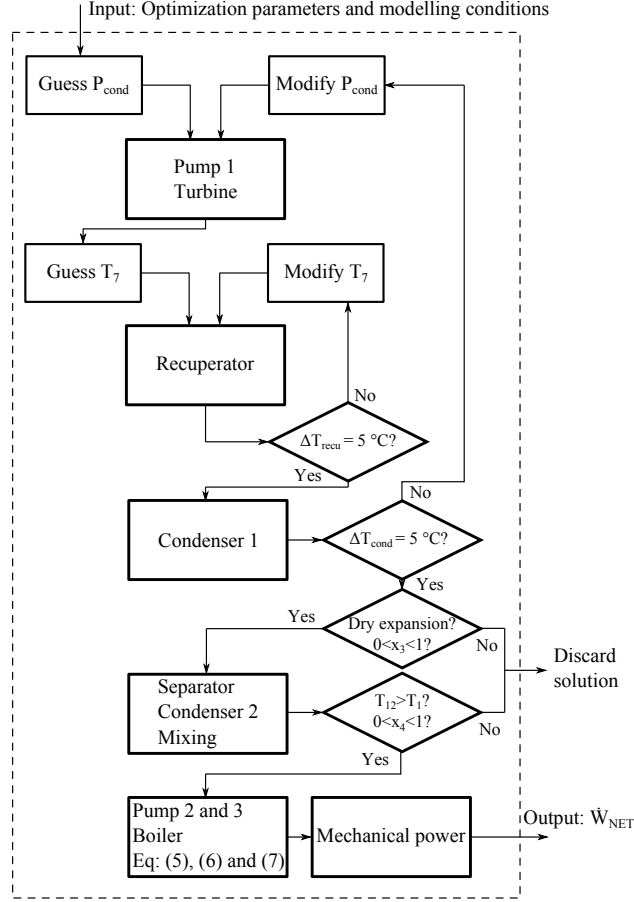 Input: Optimization parameters and modelling conditions
Guess P_cond
Modify P_cond
Pump 1
Turbine
Guess T_7
Modify T_7
Recuperator
No
ΔT_recu = 5 °C?
Yes
No
Condenser 1
ΔT_cond = 5 °C?
Yes
Yes
Dry expansion?
0<x_3<1?
No
Discard
solution
Separator
Condenser 2
Mixing
T_12>T_1?
0<x_4<1?
No
Yes
Pump 2 and 3
Boiler
Eq: (5), (6) and (7)
Mechanical power
Output: Ẇ_NET